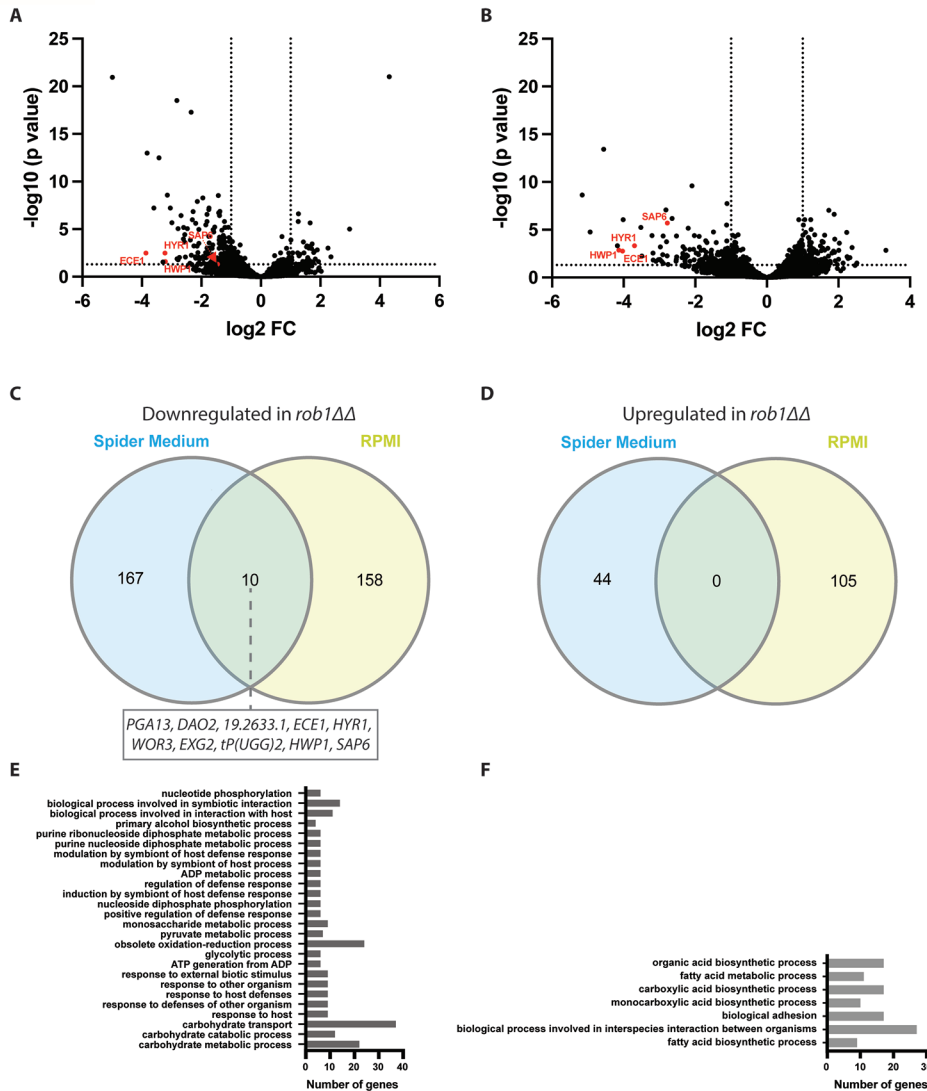 A
25
20
15
10
5
0
-log10 (p value)
SAP6
HYR1
ECE1
HWP1
-6 -4 -2 0 2 4 6
log2 FC
B
25
20
15
10
5
0
-log10 (p value)
SAP6
HYR1
HWP1 ECE1
-6 -4 -2 0 2 4
log2 FC
C
Downregulated in rob1ΔΔ
Spider Medium RPMI
167 10 158
PGA13, DAO2, 19.2633.1, ECE1, HYR1,
WOR3, EXG2, tP(UGG)2, HWP1, SAP6
D
Upregulated in rob1ΔΔ
Spider Medium RPMI
44 0 105
E
nucleotide phosphorylation
biological process involved in symbiotic interaction
biological process involved in interaction with host
primary alcohol biosynthetic process
purine ribonucleoside diphosphate metabolic process
purine nucleoside diphosphate metabolic process
modulation by symbiont of host defense response
modulation by symbiont of host process
ADP metabolic process
regulation of defense response
induction by symbiont of host defense response
nucleoside diphosphate phosphorylation
positive regulation of defense response
monosaccharide metabolic process
pyruvate metabolic process
obsolete oxidation-reduction process
glycolytic process
ATP generation from ADP
response to external biotic stimulus
response to other organism
response to host defenses
response to defenses of other organism
response to host
carbohydrate transport
carbohydrate catabolic process
carbohydrate metabolic process
0 10 20 30 40
Number of genes
F
organic acid biosynthetic process
fatty acid metabolic process
carboxylic acid biosynthetic process
monocarboxylic acid biosynthetic process
biological adhesion
biological process involved in interspecies interaction between organisms
fatty acid biosynthetic process
0 10 20 30
Number of genes